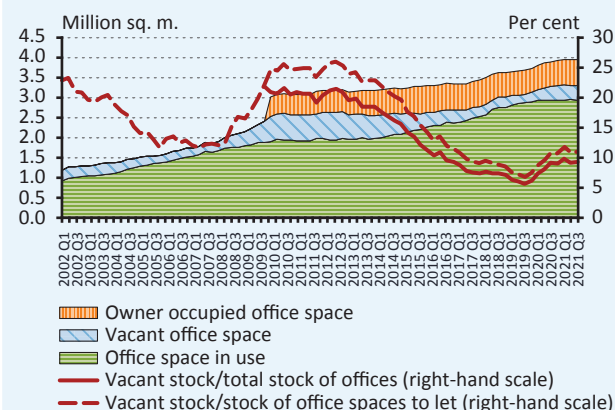 Million sq. m. Per cent
4.5 30
4.0 25
3.5
3.0 20
2.5 15
2.0
1.5 10
1.0 5
0.5
0.0 0
2002 Q1
2002 Q3
2003 Q1
2003 Q3
2004 Q1
2004 Q3
2005 Q1
2005 Q3
2006 Q1
2006 Q3
2007 Q1
2007 Q3
2008 Q1
2008 Q3
2009 Q1
2009 Q3
2010 Q1
2010 Q3
2011 Q1
2011 Q3
2012 Q1
2012 Q3
2013 Q1
2013 Q3
2014 Q1
2014 Q3
2015 Q1
2015 Q3
2016 Q1
2016 Q3
2017 Q1
2017 Q3
2018 Q1
2018 Q3
2019 Q1
2019 Q3
2020 Q1
2020 Q3
2021 Q1
2021 Q3
Owner occupied office space
Vacant office space
Office space in use
Vacant stock/total stock of offices (right-hand scale)
Vacant stock/stock of office spaces to let (right-hand scale)